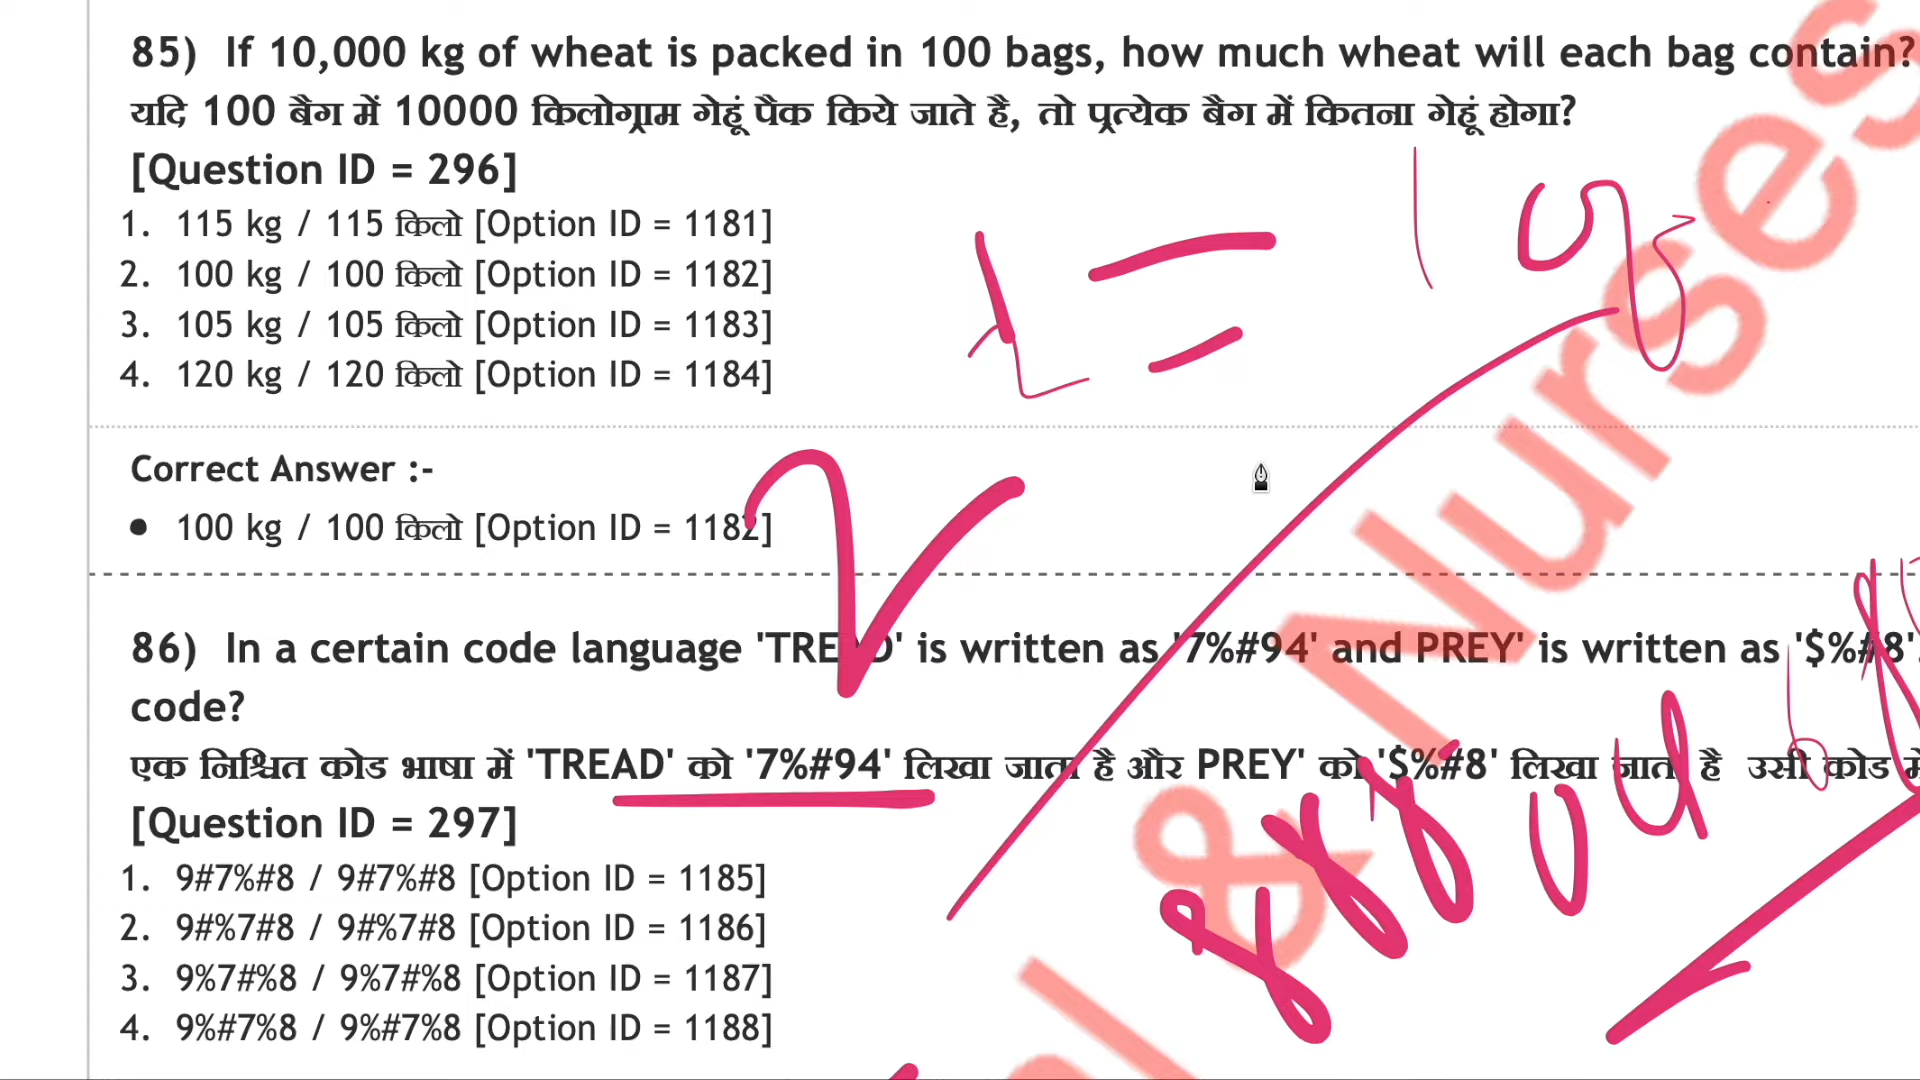 85) If 10,000 kg of wheat is packed in 100 bags, how much wheat will each bag contain?
यदि 100 बैग में 10000 किलोग्राम गेहूं पैक किये जाते है, तो प्रत्येक बैग में कितना गेहूं होगा?
[Question ID = 296]
1. 115 kg / 115 किलो [Option ID = 1181]
2. 100 kg / 100 किलो [Option ID = 1182]
3. 105 kg / 105 किलो [Option ID = 1183]
4. 120 kg / 120 किलो [Option ID = 1184]
Correct Answer :-
• 100 kg / 100 किलो [Option ID = 1182]
86) In a certain code language 'TREAD' is written as '7%#94' and PREY' is written as '$%#8'.
code?
एक निश्चित कोड भाषा में 'TREAD' को '7%#94' लिखा जाता है और PREY' को '$%#8' लिखा जाता है उसी कोड में
[Question ID = 297]
1. 9#7%#8 / 9#7%#8 [Option ID = 1185]
2. 9#%7#8 / 9#%7#8 [Option ID = 1186]
3. 9%7#%8 / 9%7#%8 [Option ID = 1187]
4. 9%#7%8 / 9%#7%8 [Option ID = 1188]
& Nurses